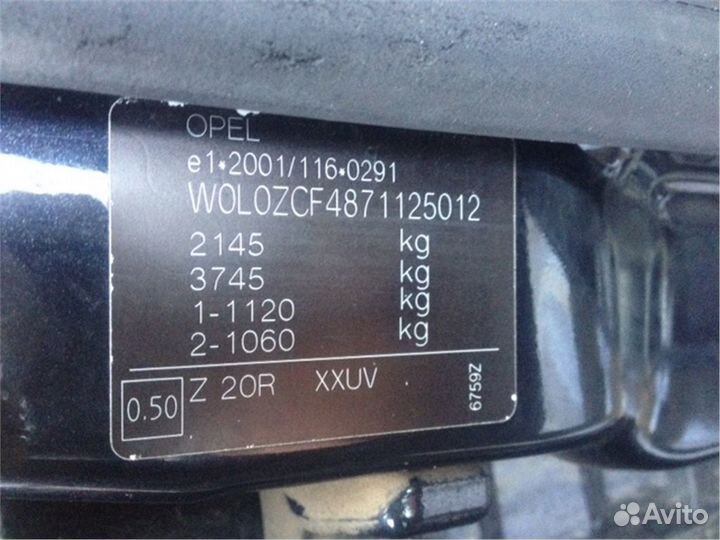 OPEL
e1*2001/116*0291
W0L0ZCF4871125012
2145 kg
3745 kg
1-1120 kg
2-1060 kg
0.50 Z 20R XXUV
6759Z
Avito